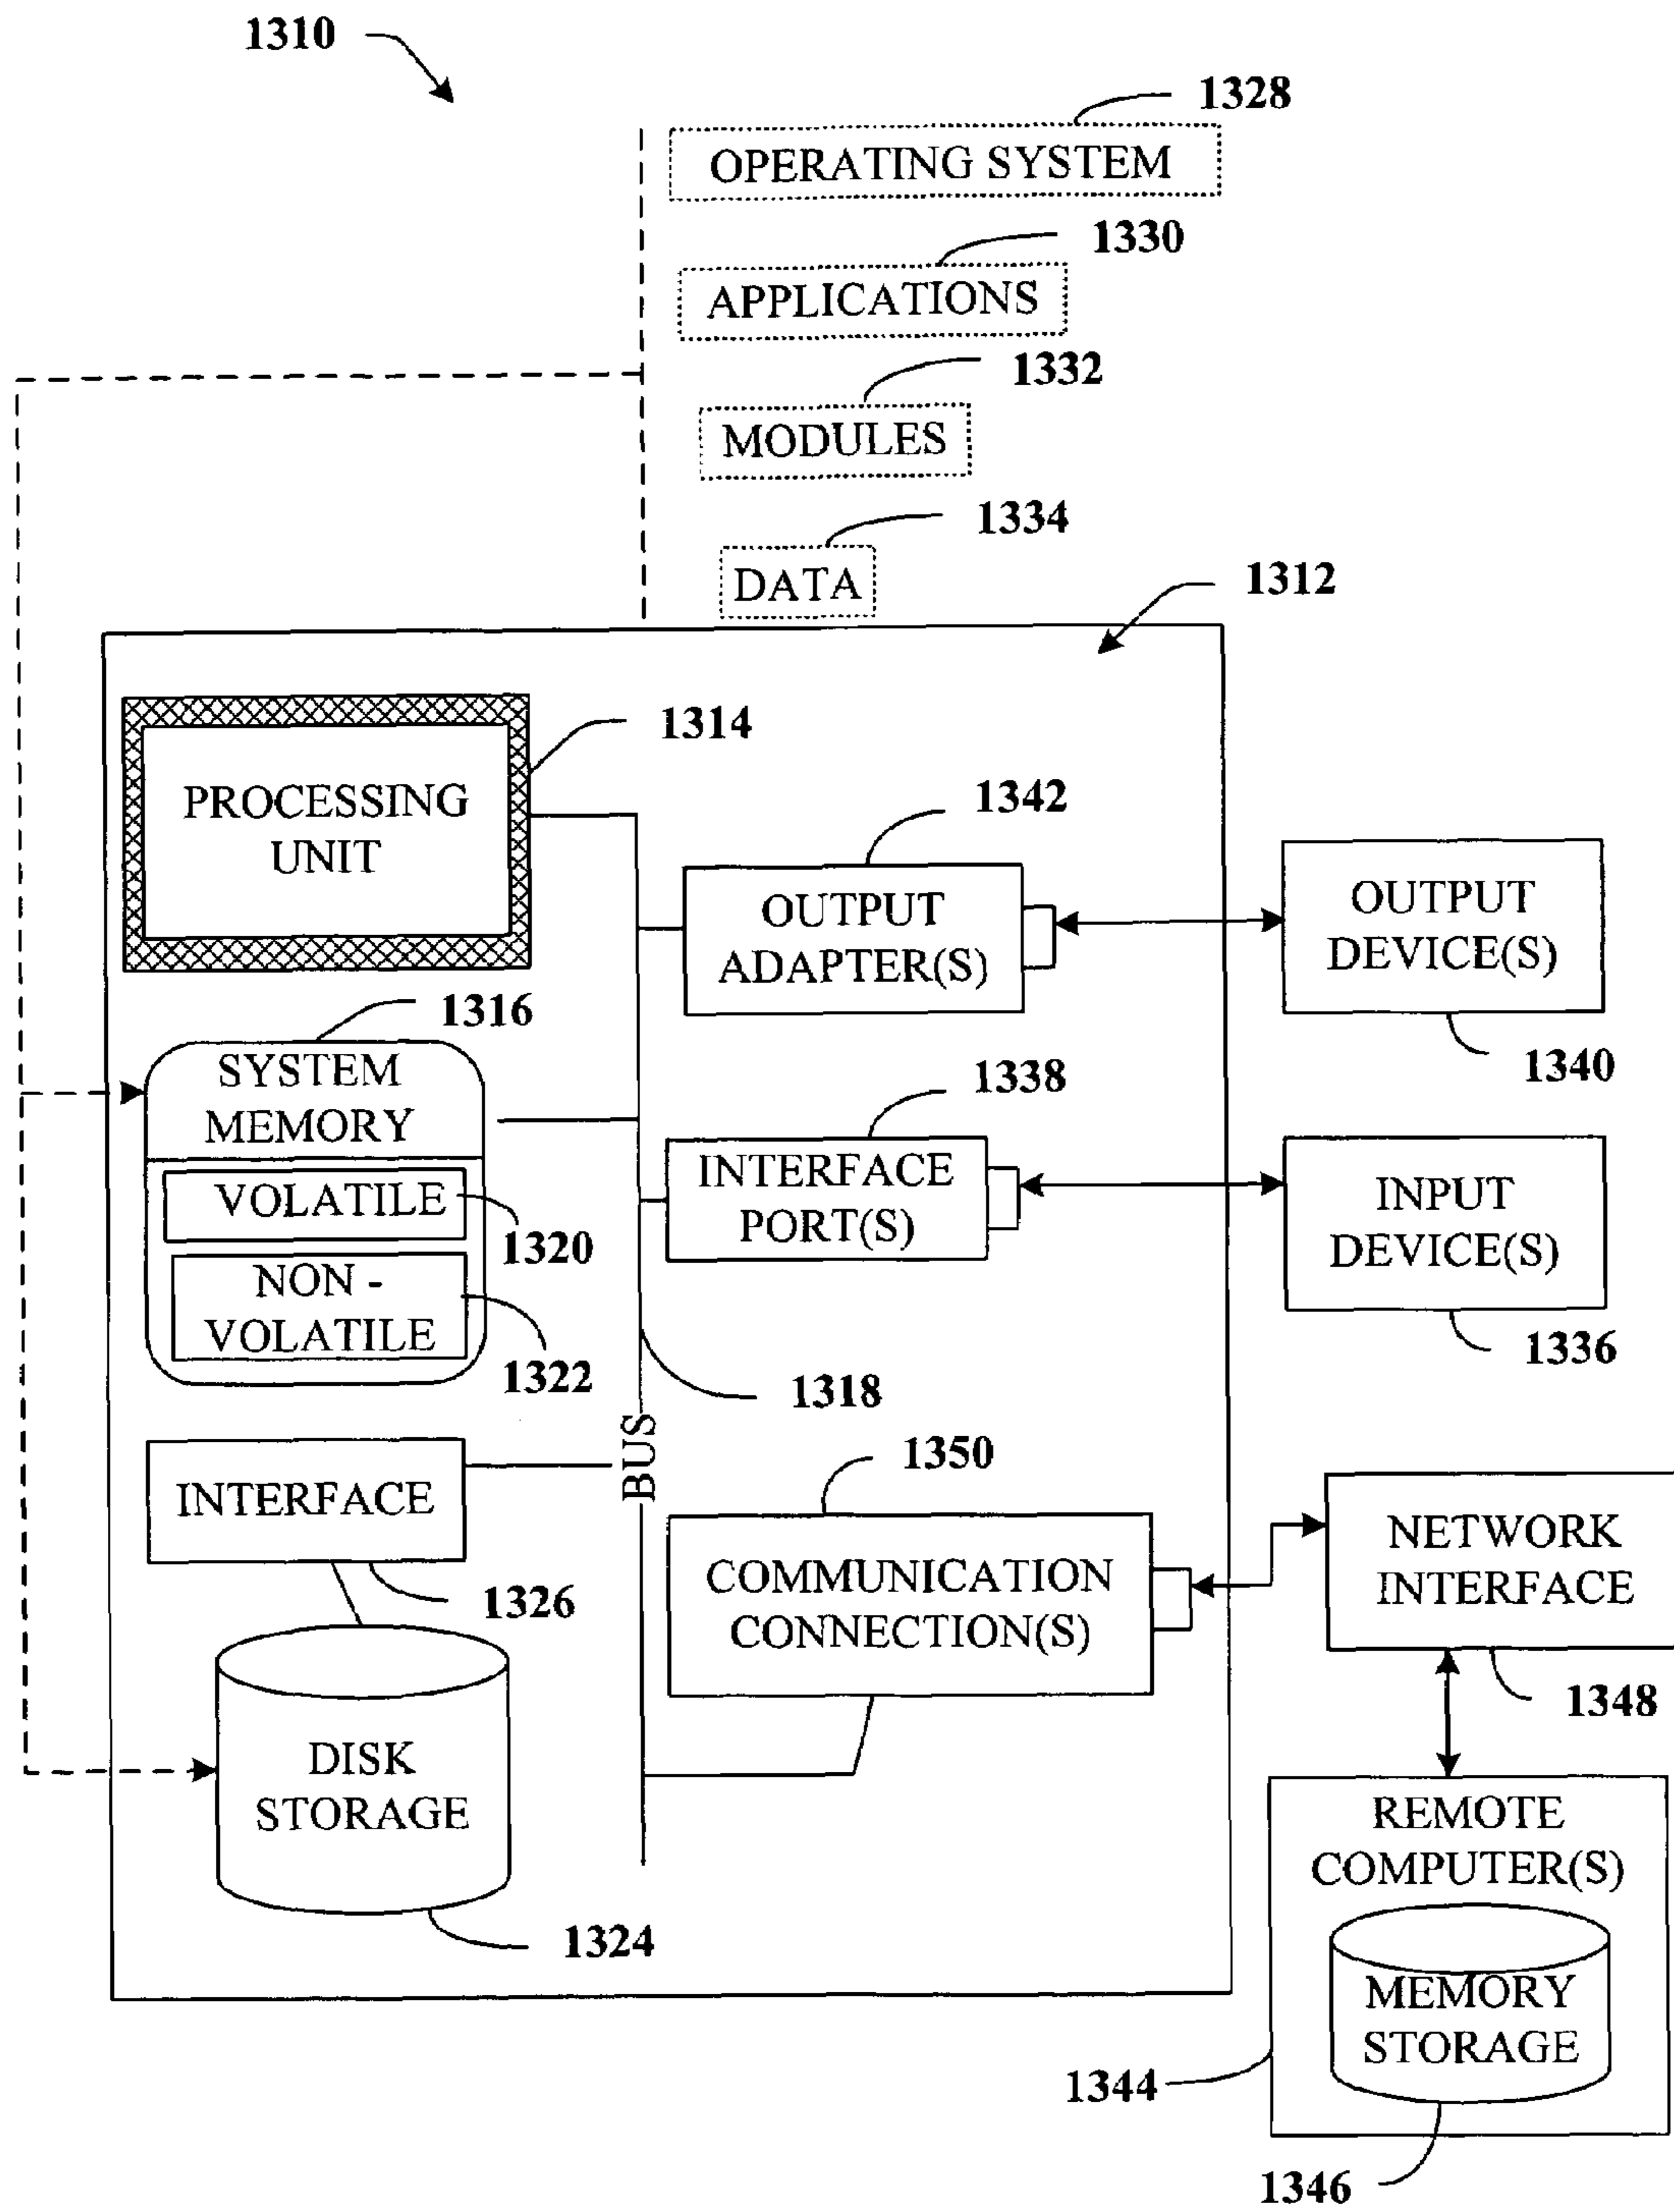 1310
1328
OPERATING SYSTEM
1330
APPLICATIONS
1332
MODULES
1334
DATA
1312
1314
PROCESSING
UNIT
1342
OUTPUT
ADAPTER(S)
OUTPUT
DEVICE(S)
1340
1316
SYSTEM
MEMORY
VOLATILE
1320
NON -
VOLATILE
1322
1338
INTERFACE
PORT(S)
INPUT
DEVICE(S)
1336
1318
BUS
INTERFACE
1326
1350
COMMUNICATION
CONNECTION(S)
NETWORK
INTERFACE
1348
DISK
STORAGE
1324
REMOTE
COMPUTER(S)
MEMORY
STORAGE
1344
1346